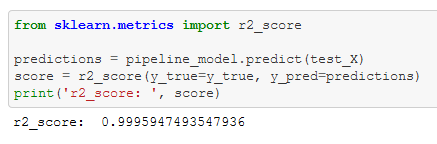 from sklearn.metrics import r2_score
predictions = pipeline_model.predict(test_X)
score = r2_score(y_true=y_true, y_pred=predictions)
print('r2_score: ', score)
r2_score:  0.9995947493547936